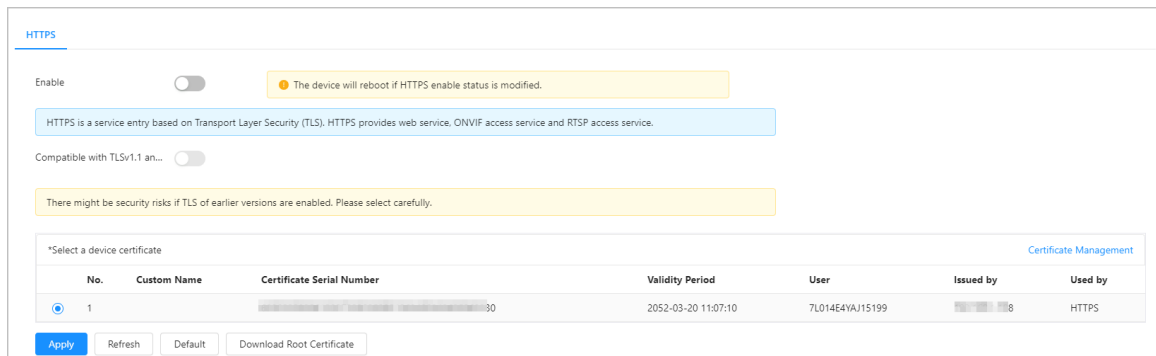 HTTPS
Enable
The device will reboot if HTTPS enable status is modified.
HTTPS is a service entry based on Transport Layer Security (TLS). HTTPS provides web service, ONVIF access service and RTSP access service.
Compatible with TLSv1.1 an...
There might be security risks if TLS of earlier versions are enabled. Please select carefully.
*Select a device certificate Certificate Management
No. Custom Name Certificate Serial Number Validity Period User Issued by Used by
1 30 2052-03-20 11:07:10 7L014E4YAJ15199 8 HTTPS
Apply Refresh Default Download Root Certificate